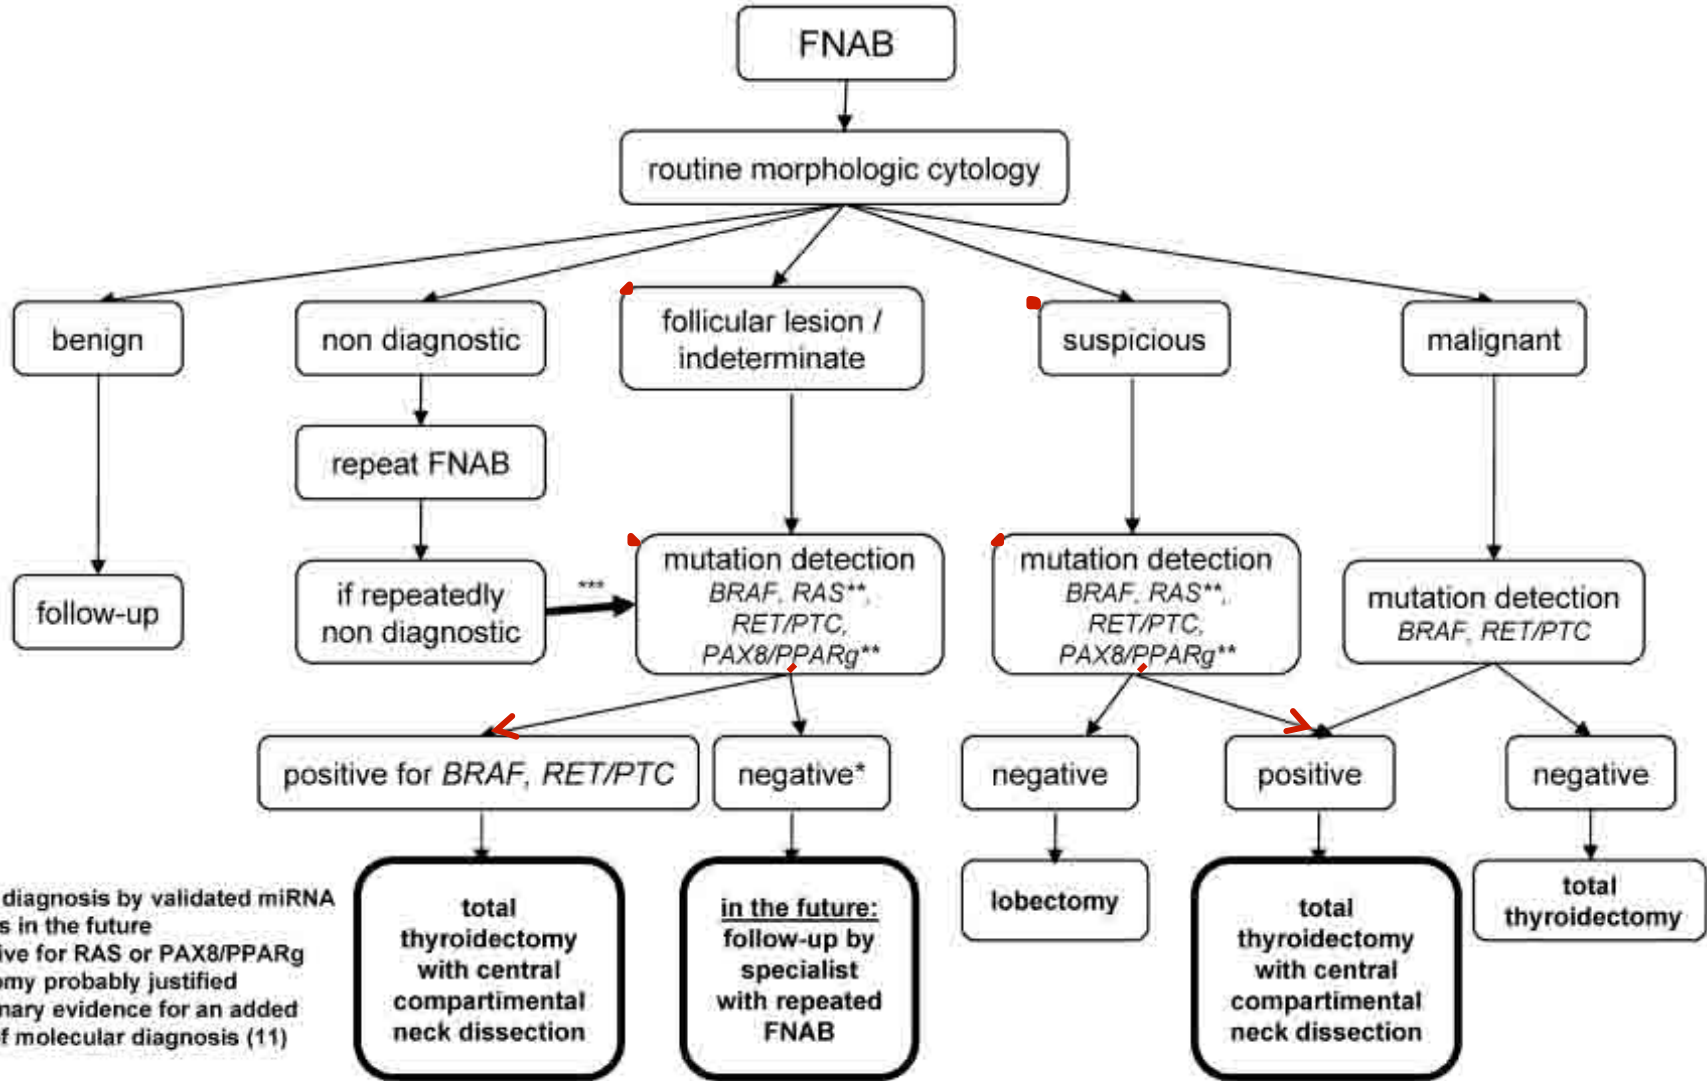 FNAB
routine morphologic cytology
benign
non diagnostic
follicular lesion /
indeterminate
suspicious
malignant
repeat FNAB
follow-up
if repeatedly
non diagnostic
***
mutation detection
BRAF, RAS**,
RET/PTC,
PAX8/PPARg**
mutation detection
BRAF, RAS**,
RET/PTC,
PAX8/PPARg**
mutation detection
BRAF, RET/PTC
positive for BRAF, RET/PTC
negative*
negative
positive
negative
total
thyroidectomy
with central
compartimental
neck dissection
in the future:
follow-up by
specialist
with repeated
FNAB
lobectomy
total
thyroidectomy
with central
compartimental
neck dissection
total
thyroidectomy
diagnosis by validated miRNA
in the future
for RAS or PAX8/PPARg
probably justified
evidence for an added
of molecular diagnosis (11)